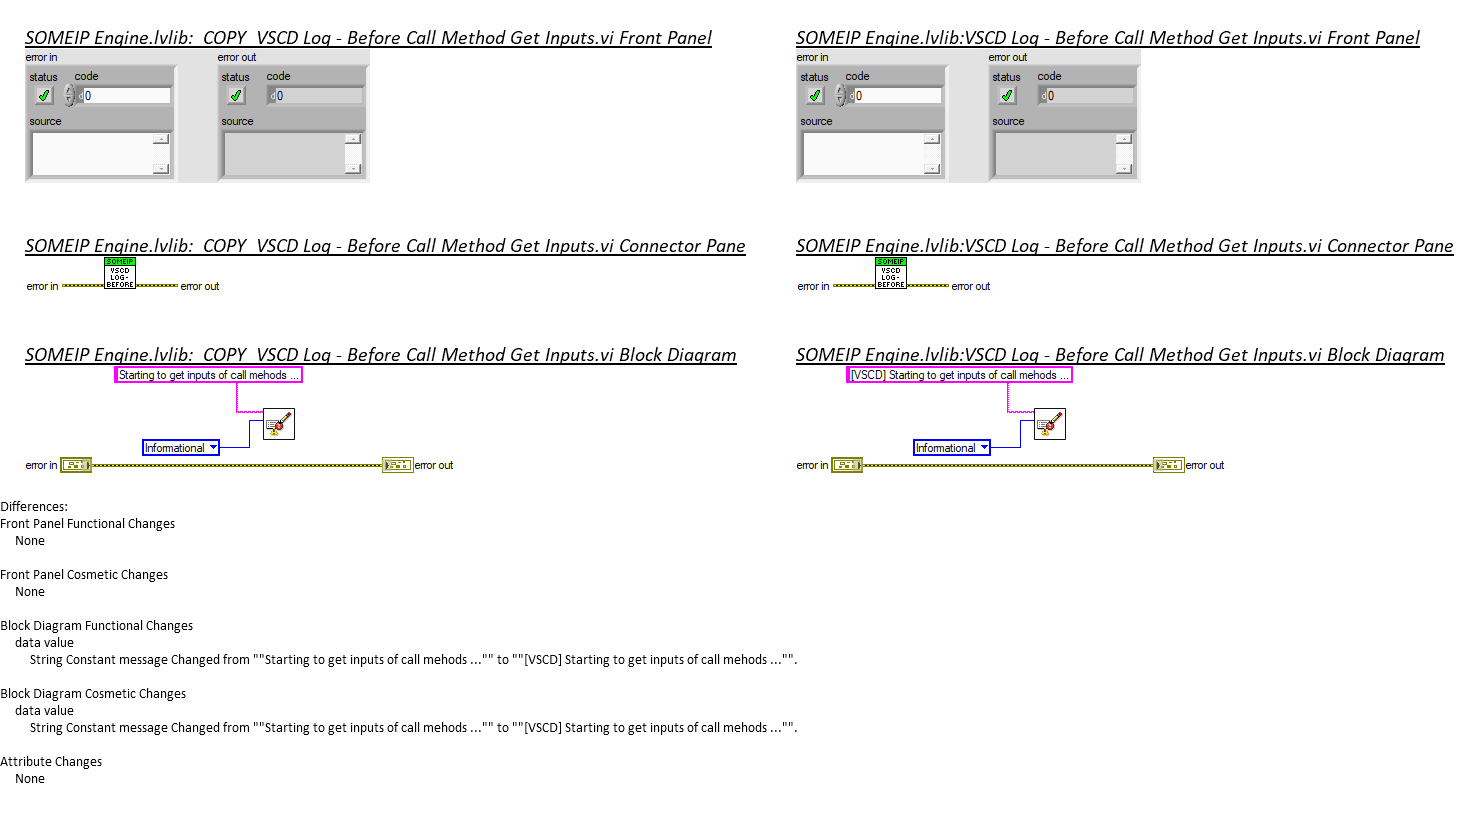 SOMEIP Engine.lvlib:  COPY  VSCD Log - Before Call Method Get Inputs.vi Front Panel
error in
error out
status
code
status
code
d
0
d
0
source
source
SOMEIP Engine.lvlib:VSCD Log - Before Call Method Get Inputs.vi Front Panel
error in
error out
status
code
status
code
d
0
d
0
source
source
SOMEIP Engine.lvlib:  COPY  VSCD Log - Before Call Method Get Inputs.vi Connector Pane
SOMEIP
VSCD
LOG-
BEFORE
error in
error out
SOMEIP Engine.lvlib:VSCD Log - Before Call Method Get Inputs.vi Connector Pane
SOMEIP
VSCD
LOG-
BEFORE
error in
error out
SOMEIP Engine.lvlib:  COPY  VSCD Log - Before Call Method Get Inputs.vi Block Diagram
Starting to get inputs of call mehods ...
Informational
error in
error out
SOMEIP Engine.lvlib:VSCD Log - Before Call Method Get Inputs.vi Block Diagram
[VSCD] Starting to get inputs of call mehods ...
Informational
error in
error out
Differences:
Front Panel Functional Changes
None
Front Panel Cosmetic Changes
None
Block Diagram Functional Changes
data value
String Constant message Changed from ""Starting to get inputs of call mehods ..."" to ""[VSCD] Starting to get inputs of call mehods ..."".
Block Diagram Cosmetic Changes
data value
String Constant message Changed from ""Starting to get inputs of call mehods ..."" to ""[VSCD] Starting to get inputs of call mehods ..."".
Attribute Changes
None